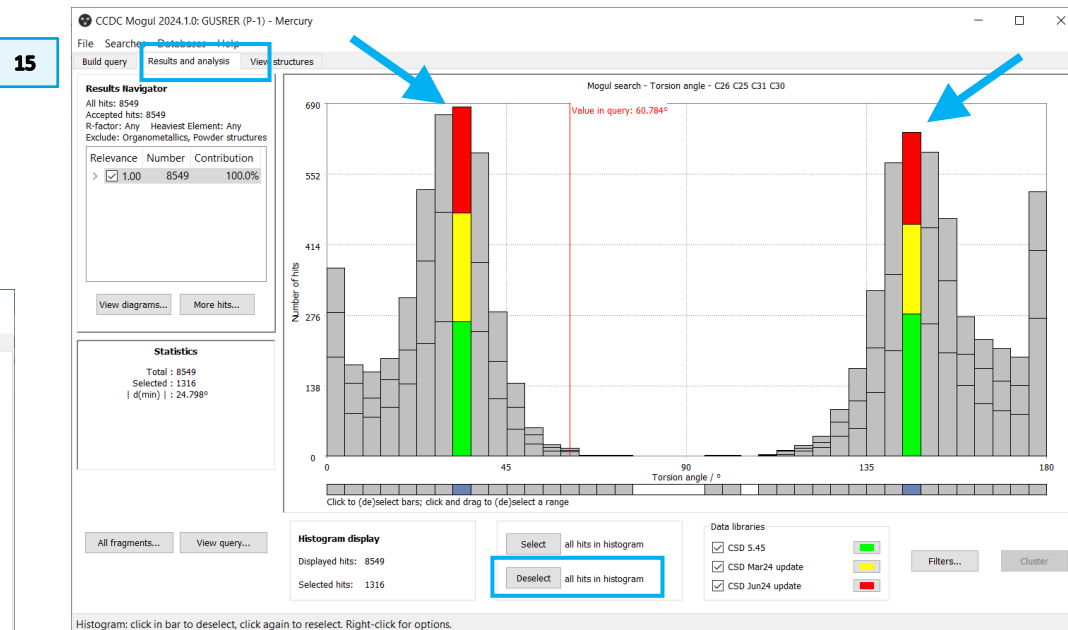 15
CCDC Mogul 2024.1.0: GUSRER (P-1) - Mercury
File Searches Databases Help
Build query Results and analysis View structures
Results Navigator
All hits: 8549
Accepted hits: 8549
R-factor: Any Heaviest Element: Any
Exclude: Organometallics, Powder structures
Relevance Number Contribution
1.00 8549 100.0%
View diagrams... More hits...
Statistics
Total : 8549
Selected : 1316
| d(min) | : 24.798º
All fragments... View query...
Mogul search - Torsion angle - C26 C25 C31 C30
Value in query: 60.784º
Number of hits
690
552
414
276
138
0
0 45 90 135 180
Torsion angle / º
Click to (de)select bars; click and drag to (de)select a range
Histogram display
Displayed hits: 8549
Selected hits: 1316
Select all hits in histogram
Deselect all hits in histogram
Data libraries
CSD 5.45
CSD Mar24 update
CSD Jun24 update
Filters... Cluster
Histogram: click in bar to deselect, click again to reselect. Right-click for options.